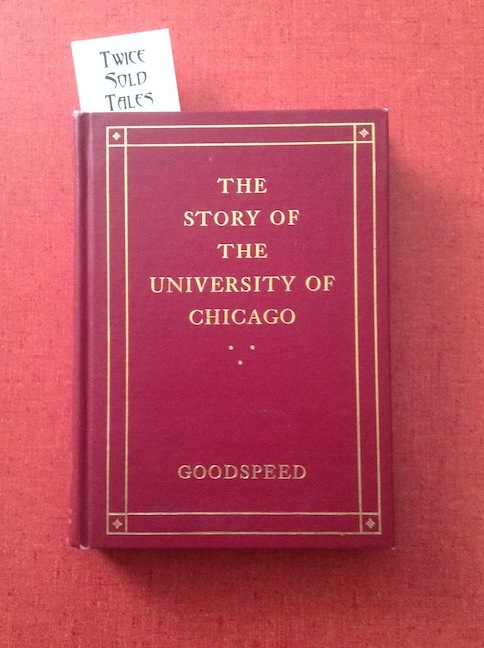 TWICE
SOLD
TALES
THE
STORY OF
THE
UNIVERSITY OF
CHICAGO
GOODSPEED